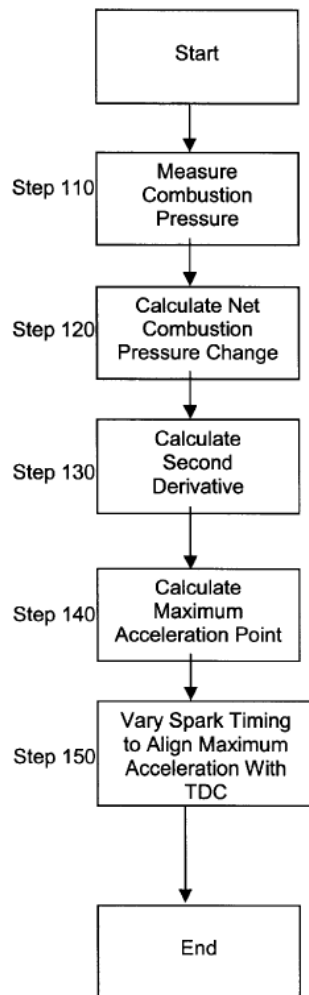 Start
Step 110
Measure
Combustion
Pressure
Step 120
Calculate Net
Combustion
Pressure Change
Step 130
Calculate
Second
Derivative
Step 140
Calculate
Maximum
Acceleration Point
Step 150
Vary Spark Timing
to Align Maximum
Acceleration With
TDC
End